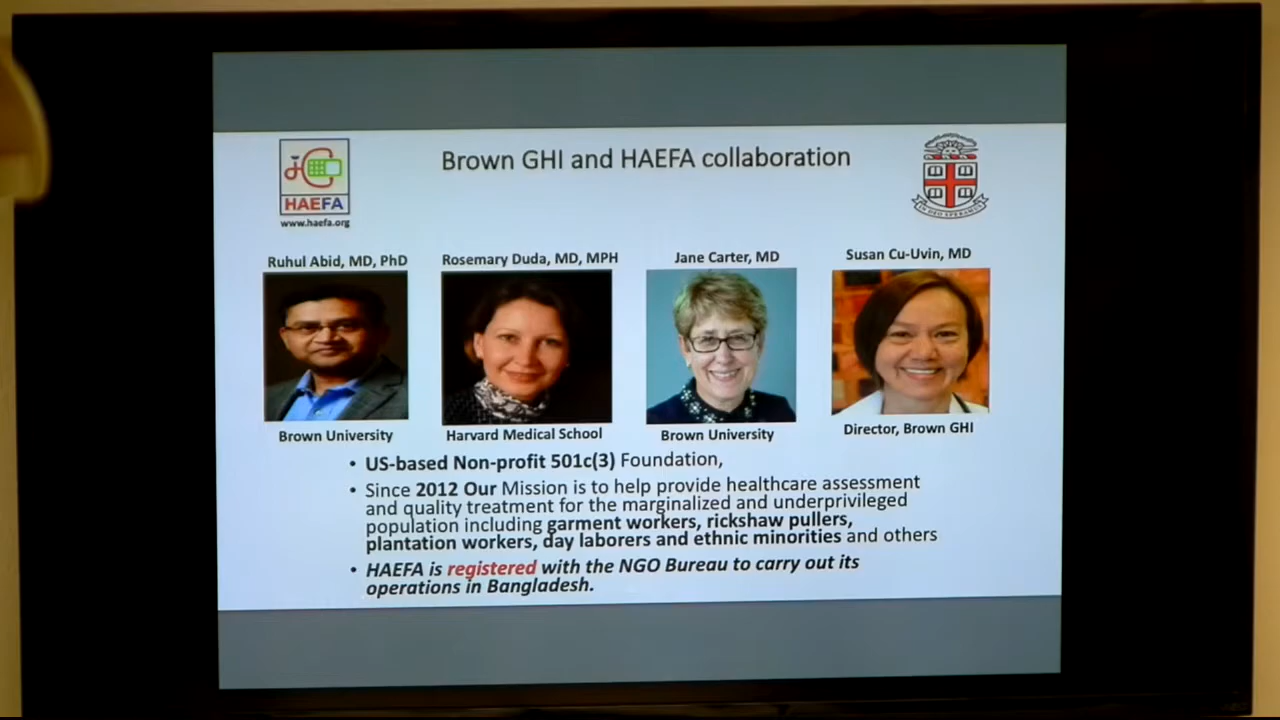 Brown GHI and HAEFA collaboration
HAEFA
www.haefa.org
IN DEO SPERAMUS
Ruhul Abid, MD, PhD
Rosemary Duda, MD, MPH
Jane Carter, MD
Susan Cu-Uvin, MD
Brown University
Harvard Medical School
Brown University
Director, Brown GHI
• US-based Non-profit 501c(3) Foundation,
• Since 2012 Our Mission is to help provide healthcare assessment
and quality treatment for the marginalized and underprivileged
population including garment workers, rickshaw pullers,
plantation workers, day laborers and ethnic minorities and others
• HAEFA is registered with the NGO Bureau to carry out its
operations in Bangladesh.